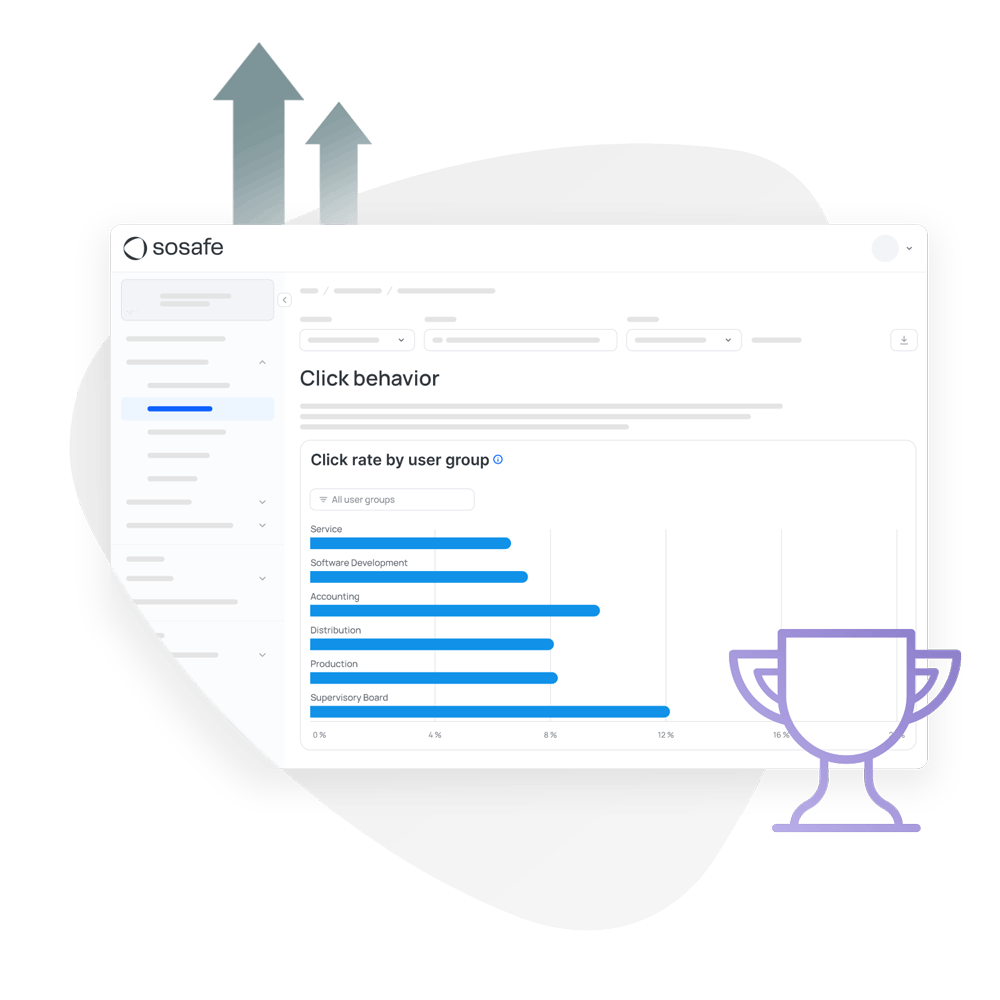 sosafe
Click behavior
Click rate by user group
All user groups
Service
Software Development
Accounting
Distribution
Production
Supervisory Board
0 % 4 % 8 % 12 % 16 %